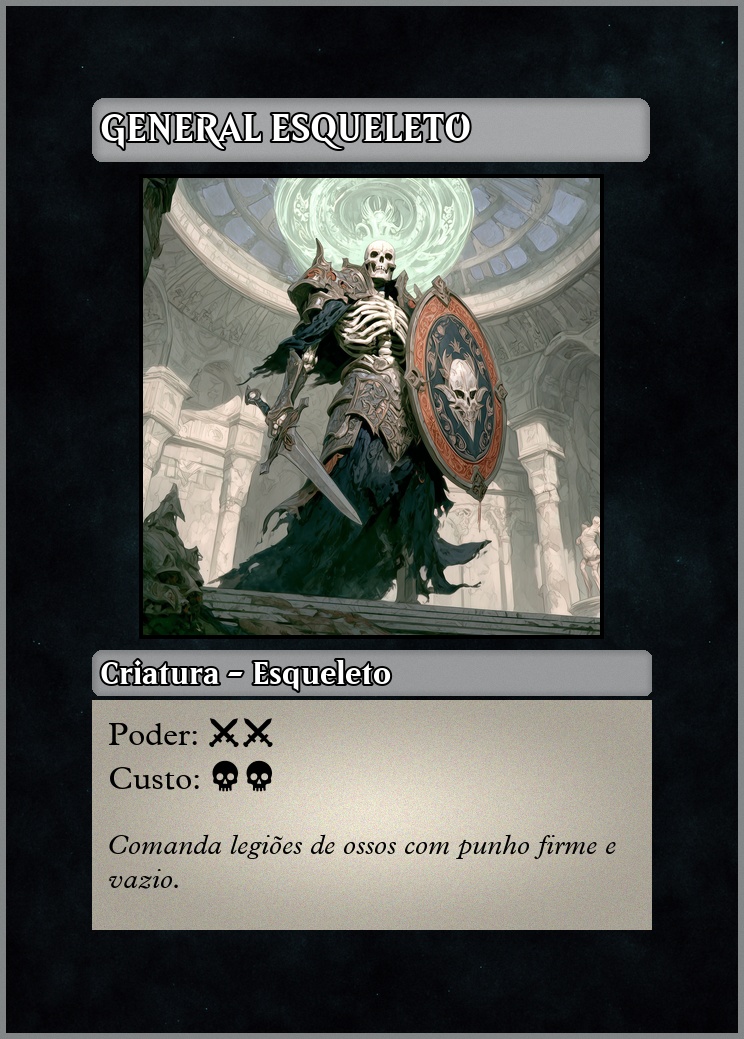 GENERAL ESQUELETO
Criatura - Esqueleto
Poder:
Custo:
Comanda legiões de ossos com punho firme e
vazio.